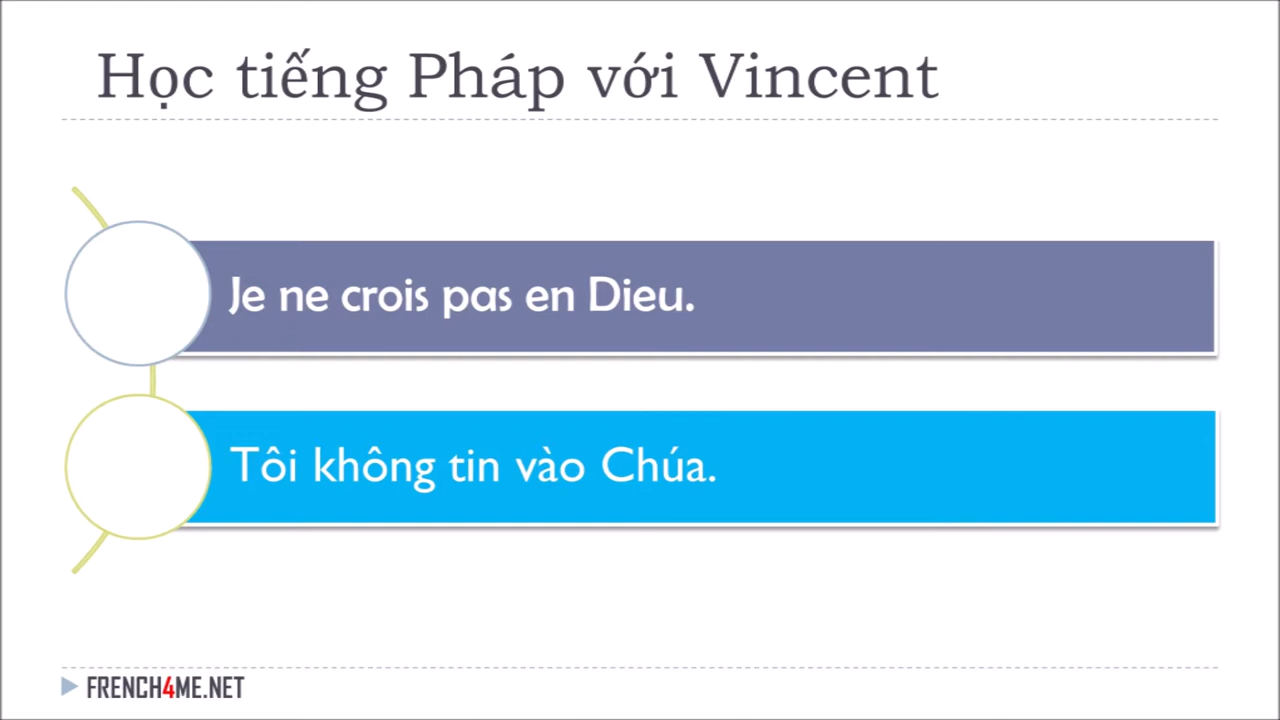 Học tiếng Pháp với Vincent
Je ne crois pas en Dieu.
Tôi không tin vào Chúa.
FRENCH4ME.NET